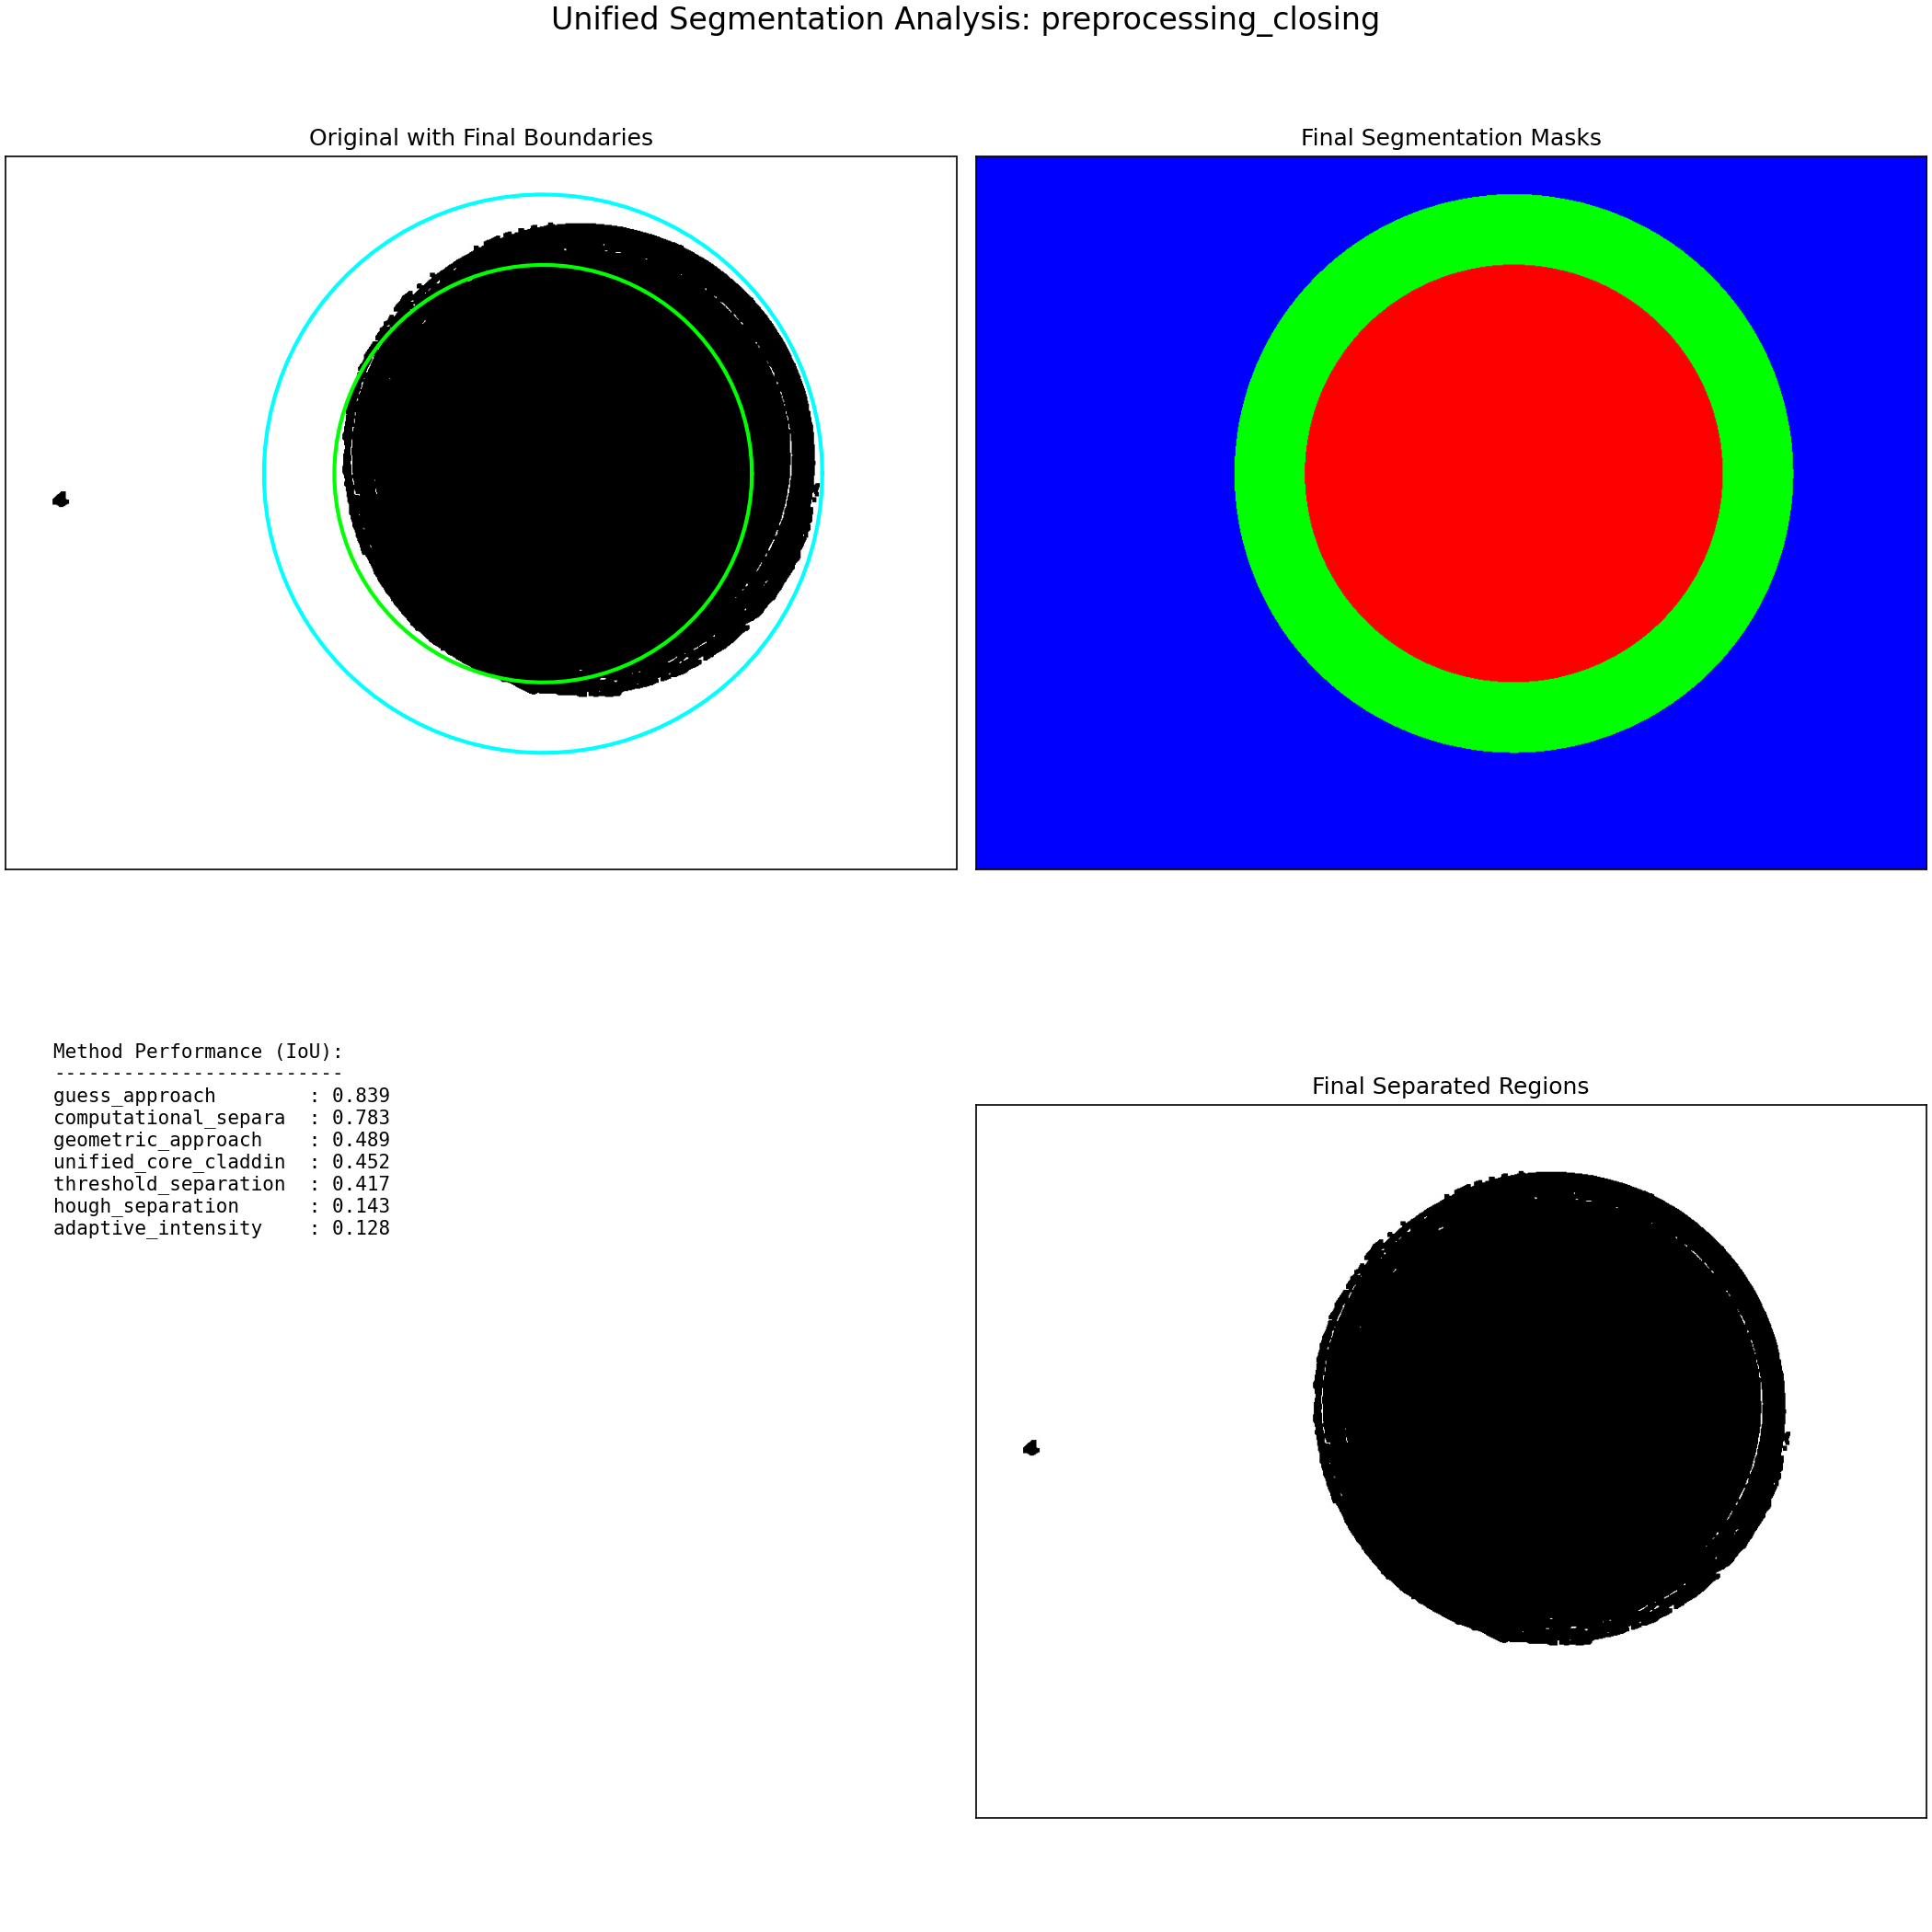 Unified Segmentation Analysis: preprocessing_closing
Original with Final Boundaries
Final Segmentation Masks
Method Performance (IoU):
-------------------------
guess_approach        : 0.839
computational_separa  : 0.783
geometric_approach    : 0.489
unified_core_claddin  : 0.452
threshold_separation  : 0.417
hough_separation      : 0.143
adaptive_intensity    : 0.128
Final Separated Regions